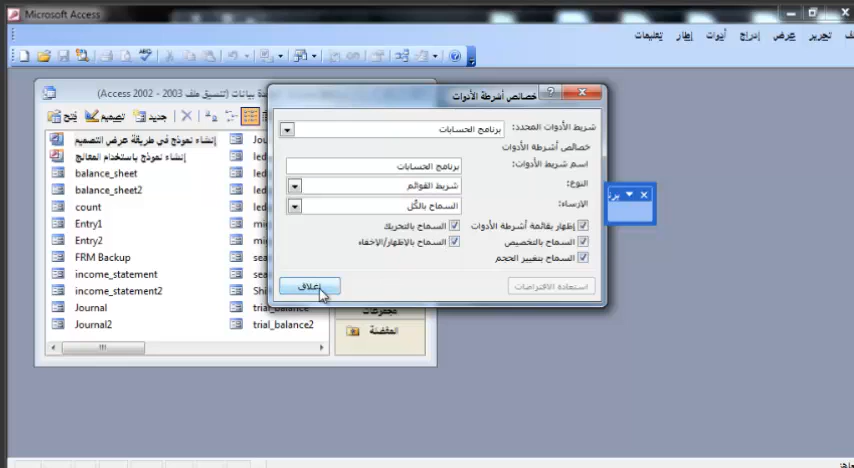 Microsoft Access
تحرير عرض إدراج أدوات إطار تعليمات
بيانات (تنسيق ملف Access 2002 - 2003)
فتح تصميم جديد
إنشاء نموذج في طريقة عرض التصميم
إنشاء نموذج باستخدام المعالج
balance_sheet
balance_sheet2
count
Entry1
Entry2
FRM Backup
income_statement
income_statement2
Journal
Journal2
trial_balance
trial_balance2
مجموعات
المفضلة
خصائص أشرطة الأدوات
شريط الأدوات المحدد: برنامج الحسابات
خصائص أشرطة الأدوات
اسم شريط الأدوات: برنامج الحسابات
النوع: شريط القوائم
الإرساء: السماح بالكُل
إظهار بقائمة أشرطة الأدوات السماح بالتحريك
السماح بالتخصيص السماح بالإظهار/الإخفاء
السماح بتغيير الحجم
استعادة الافتراضات إغلاق